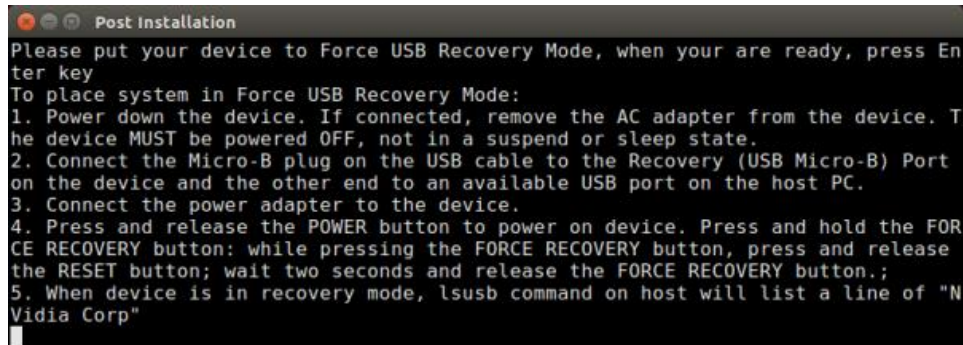 Post Installation
Please put your device to Force USB Recovery Mode, when your are ready, press En
ter key
To place system in Force USB Recovery Mode:
1. Power down the device. If connected, remove the AC adapter from the device. T
he device MUST be powered OFF, not in a suspend or sleep state.
2. Connect the Micro-B plug on the USB cable to the Recovery (USB Micro-B) Port
on the device and the other end to an available USB port on the host PC.
3. Connect the power adapter to the device.
4. Press and release the POWER button to power on device. Press and hold the FOR
CE RECOVERY button: while pressing the FORCE RECOVERY button, press and release
the RESET button; wait two seconds and release the FORCE RECOVERY button.;
5. When device is in recovery mode, lsusb command on host will list a line of "N
Vidia Corp"